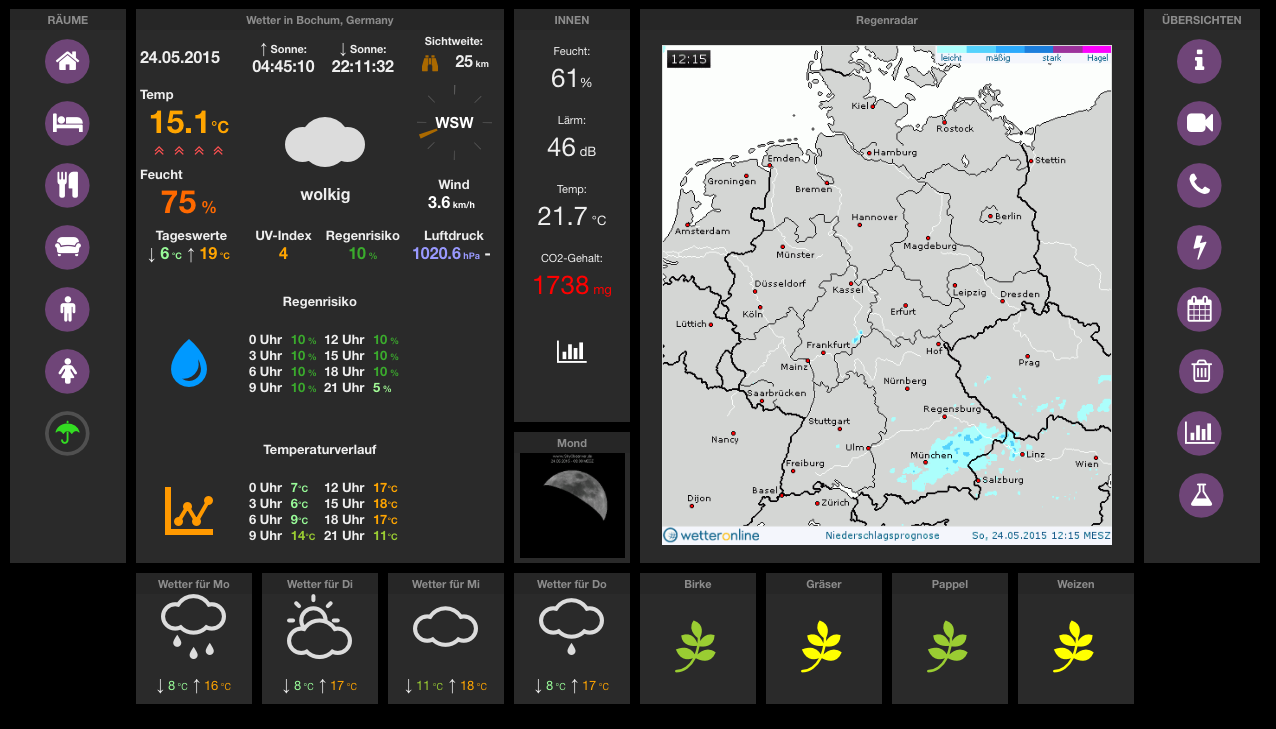 RÄUME
Wetter in Bochum, Germany
24.05.2015
↑ Sonne:
04:45:10
↓ Sonne:
22:11:32
Sichtweite:
25 km
Temp
15.1 °C
WSW
Feucht
75 %
wolkig
Wind
3.6 km/h
Tageswerte
↓ 6 °C ↑ 19 °C
UV-Index
4
Regenrisiko
10 %
Luftdruck
1020.6 hPa -
Regenrisiko
0 Uhr 10 % 12 Uhr 10 %
3 Uhr 10 % 15 Uhr 10 %
6 Uhr 10 % 18 Uhr 10 %
9 Uhr 10 % 21 Uhr 5 %
Temperaturverlauf
0 Uhr 7°C 12 Uhr 17°C
3 Uhr 6°C 15 Uhr 18°C
6 Uhr 9°C 18 Uhr 17°C
9 Uhr 14°C 21 Uhr 11°C
INNEN
Feucht:
61 %
Lärm:
46 dB
Temp:
21.7 °C
CO2-Gehalt:
1738 mg
Mond
Regenradar
12:15
leicht mäßig stark Hagel
Kiel
Rostock
Hamburg
Stettin
Emden
Groningen
Bremen
Hannover
Berlin
Amsterdam
Magdeburg
Münster
Düsseldorf
Kassel
Leipzig
Dresden
Köln
Erfurt
Lüttich
Frankfurt
Hof
Prag
Mainz
Nürnberg
Saarbrücken
Regensburg
Stuttgart
Nancy
Ulm
München
Linz
Wien
Freiburg
Salzburg
Basel
Dijon
Zürich
wetteronline
Niederschlagsprognose
So, 24.05.2015 12:15 MESZ
ÜBERSICHTEN
Wetter für Mo
↓ 8 °C ↑ 16 °C
Wetter für Di
↓ 8 °C ↑ 17 °C
Wetter für Mi
↓ 11 °C ↑ 18 °C
Wetter für Do
↓ 8 °C ↑ 17 °C
Birke
Gräser
Pappel
Weizen